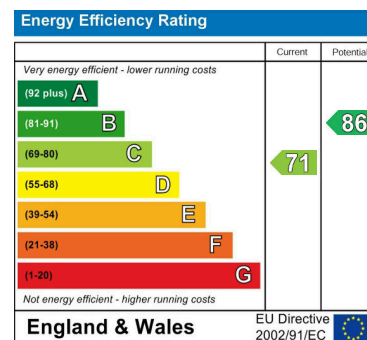 Energy Efficiency Rating
Current Potential
Very energy efficient - lower running costs
(92 plus) A
(81-91) B 86
(69-80) C 71
(55-68) D
(39-54) E
(21-38) F
(1-20) G
Not energy efficient - higher running costs
England & Wales
EU Directive
2002/91/EC